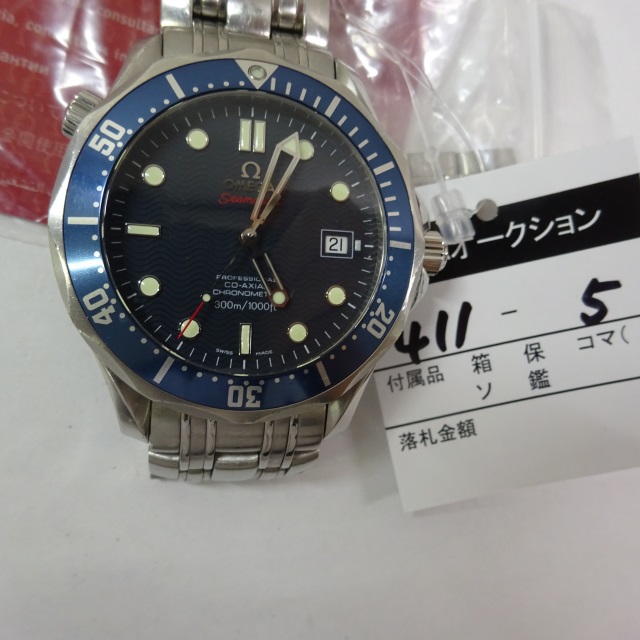 50
40
30
20
Ω
OMEGA
21
PROFESSIONAL
CO-AXIAL
CHRONOMETER
300m/1000ft
SWISS MADE
オークション
411 - 5
付属品 箱 保 コマ(
ソ 鑑
落札金額